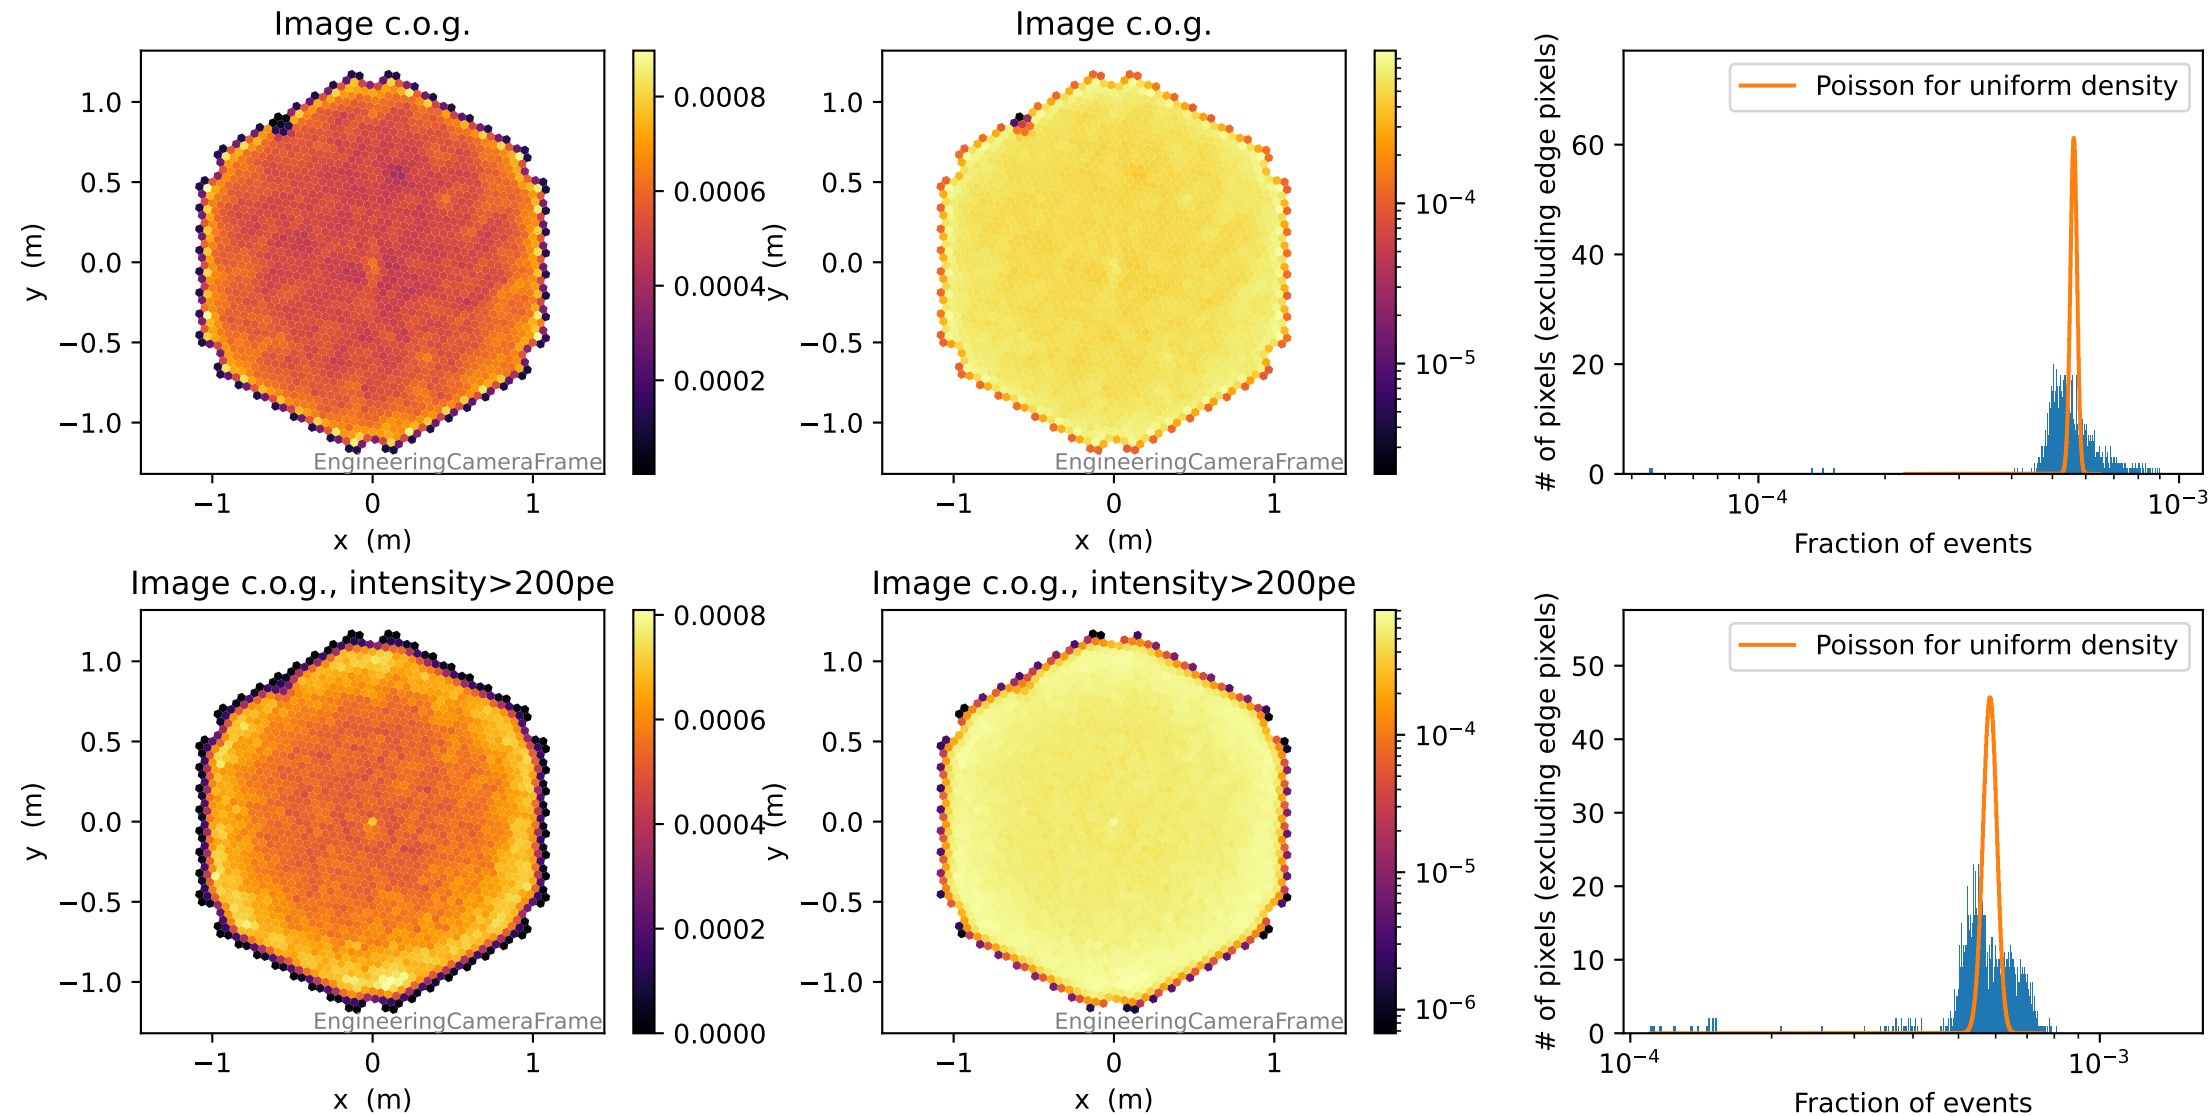 Image c.o.g.
1.0
0.5
0.0
−0.5
−1.0
y (m)
−1 0 1
x (m)
EngineeringCameraFrame
0.0008
0.0006
0.0004
0.0002
Image c.o.g.
1.0
0.5
0.0
−0.5
−1.0
y (m)
−1 0 1
x (m)
EngineeringCameraFrame
10⁻⁴
10⁻⁵
Poisson for uniform density
60
40
20
0
# of pixels (excluding edge pixels)
10⁻⁴ 10⁻³
Fraction of events
Image c.o.g., intensity>200pe
1.0
0.5
0.0
−0.5
−1.0
y (m)
−1 0 1
x (m)
EngineeringCameraFrame
0.0008
0.0006
0.0004
0.0002
0.0000
Image c.o.g., intensity>200pe
1.0
0.5
0.0
−0.5
−1.0
y (m)
−1 0 1
x (m)
EngineeringCameraFrame
10⁻⁴
10⁻⁵
10⁻⁶
Poisson for uniform density
50
40
30
20
10
0
# of pixels (excluding edge pixels)
10⁻⁴ 10⁻³
Fraction of events